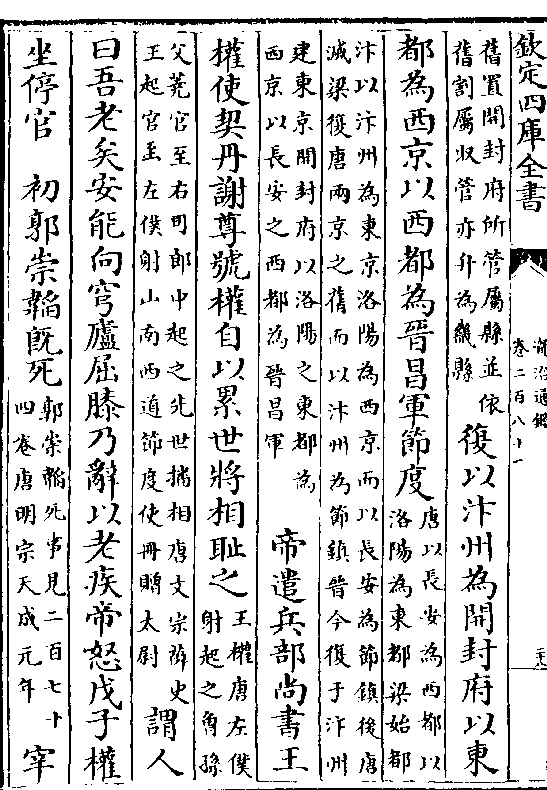 欽定四庫全書
資治通鑑
卷二百八十一
舊置開封府所管屬縣並依
舊割屬收管亦升為畿縣
復以汴州為開封府以東
都為西京以西都為晉昌軍節度
唐以長安為西都以
洛陽為東都梁始都
汴以汴州為東京洛陽為西京而以長安為節鎮後唐
滅梁復唐兩京之舊而以汴州為節鎮晉今復于汴州
建東京開封府以洛陽之東都為
西京以長安之西都為晉昌軍
帝遣兵部尚書王
權使契丹謝尊號權自以累世將相耻之
王權唐左僕
射起之曾孫
父蕘官至右司郎中起之先世播相唐文宗薛史
王起官至左僕射山南西道節度使冊贈太尉
謂人
曰吾老矣安能向穹廬屈膝乃辭以老疾帝怒戊子權
坐停官 初郭崇韜既死
郭崇韜死事見二百七十
四卷唐明宗天成元年
宰